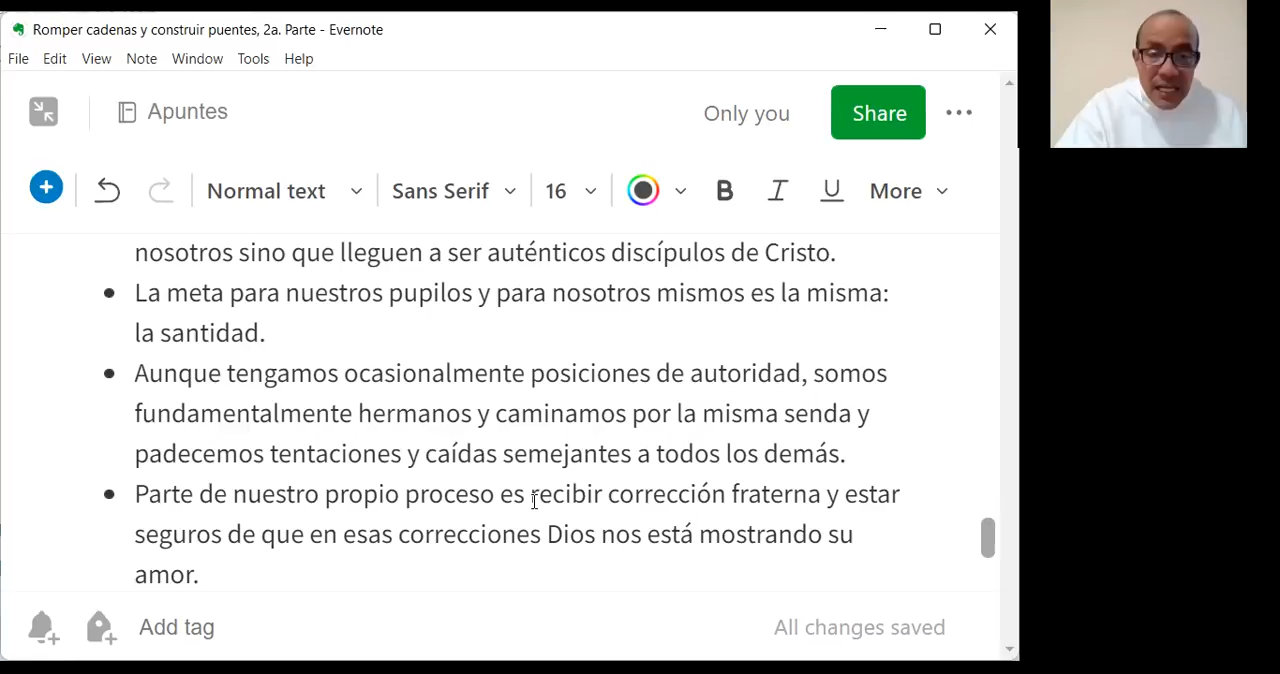 Romper cadenas y construir puentes, 2a. Parte - Evernote
File Edit View Note Window Tools Help
Apuntes
Only you
Share
Normal text
Sans Serif
16
B I U
More
nosotros sino que lleguen a ser auténticos discípulos de Cristo.
• La meta para nuestros pupilos y para nosotros mismos es la misma:
la santidad.
• Aunque tengamos ocasionalmente posiciones de autoridad, somos
fundamentalmente hermanos y caminamos por la misma senda y
padecemos tentaciones y caídas semejantes a todos los demás.
• Parte de nuestro propio proceso es recibir corrección fraterna y estar
seguros de que en esas correcciones Dios nos está mostrando su
amor.
Add tag
All changes saved